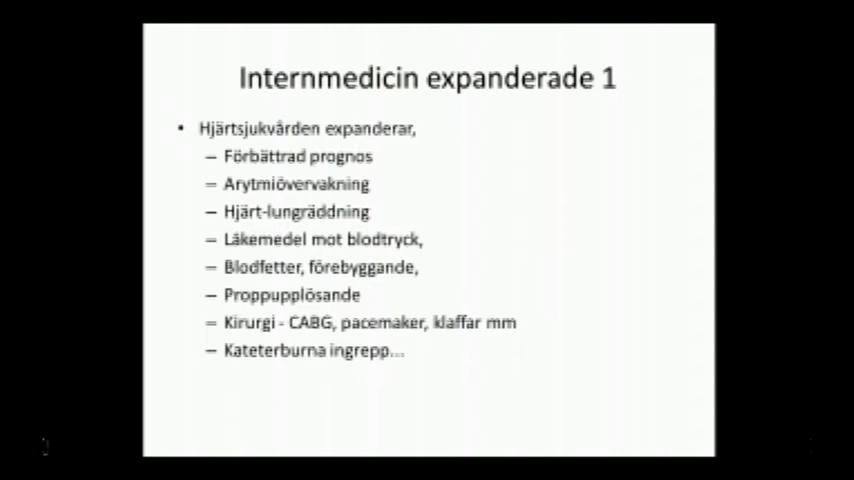 Internmedicin expanderade 1
• Hjärtsjukvården expanderar,
– Förbättrad prognos
– Arytmiövervakning
– Hjärt-lungräddning
– Läkemedel mot blodtryck,
– Blodfetter, förebyggande,
– Proppupplösande
– Kirurgi - CABG, pacemaker, klaffar mm
– Kateterburna ingrepp...